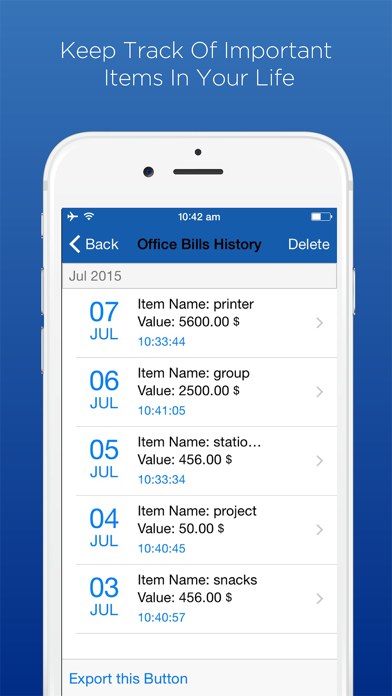 Keep Track Of Important
Items In Your Life
10:42 am
Back Office Bills History Delete
Jul 2015
07
JUL
Item Name: printer
Value: 5600.00 $
10:33:44
06
JUL
Item Name: group
Value: 2500.00 $
10:41:05
05
JUL
Item Name: statio...
Value: 456.00 $
10:33:34
04
JUL
Item Name: project
Value: 50.00 $
10:40:45
03
JUL
Item Name: snacks
Value: 456.00 $
10:40:57
Export this Button